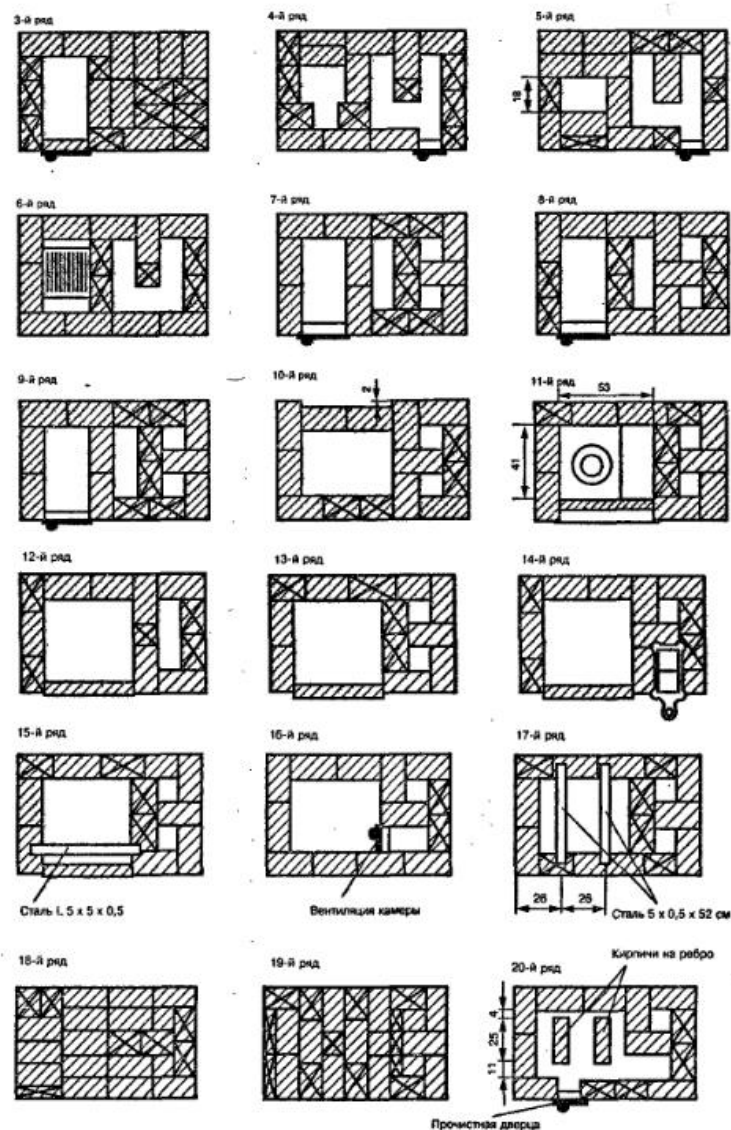 3-й ряд
4-й ряд
5-й ряд
18
6-й ряд
7-й ряд
8-й ряд
9-й ряд
10-й ряд
2
11-й ряд
53
41
12-й ряд
13-й ряд
14-й ряд
15-й ряд
16-й ряд
17-й ряд
Сталь L 5 x 5 x 0,5
Вентиляция камеры
26
26
Сталь 5 x 0,5 x 52 см
18-й ряд
19-й ряд
Кирпичи на ребро
20-й ряд
4
25
11
Прочистная дверца